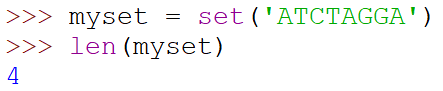 >>> myset = set('ATCTAGGA')
>>> len(myset)
4